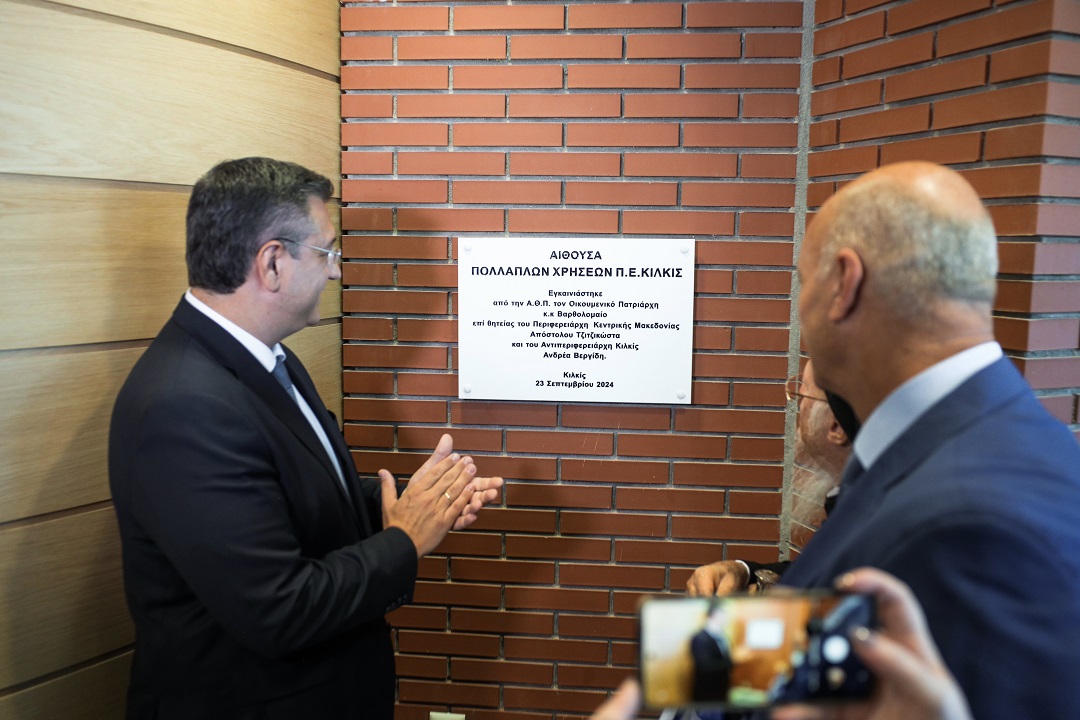 ΑΙΘΟΥΣΑ
ΠΟΛΛΑΠΛΩΝ ΧΡΗΣΕΩΝ Π.Ε.ΚΙΛΚΙΣ
Εγκαινιάστηκε
από την Α.Θ.Π. τον Οικουμενικό Πατριάρχη
κ.κ Βαρθολομαίο
επί θητείας του Περιφερειάρχη Κεντρικής Μακεδονίας
Απόστολου Τζιτζικώστα
και του Αντιπεριφερειάρχη Κιλκίς
Ανδρέα Βεργίδη.
Κιλκίς
23 Σεπτεμβρίου 2024